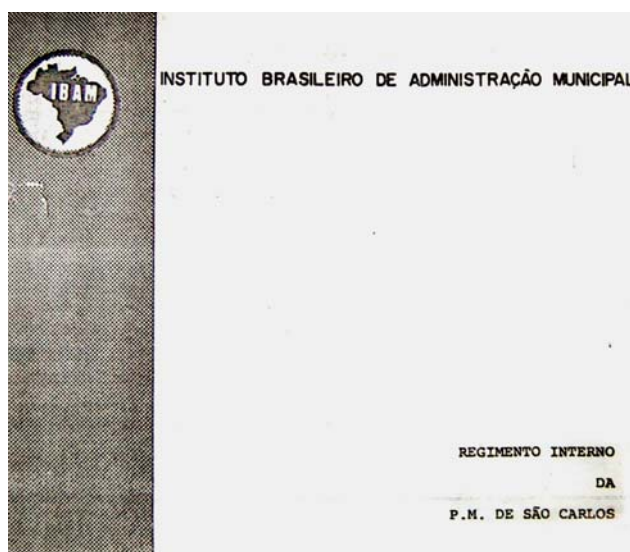 IBAM
INSTITUTO BRASILEIRO DE ADMINISTRAÇÃO MUNICIPAL
REGIMENTO INTERNO
DA
P.M. DE SÃO CARLOS